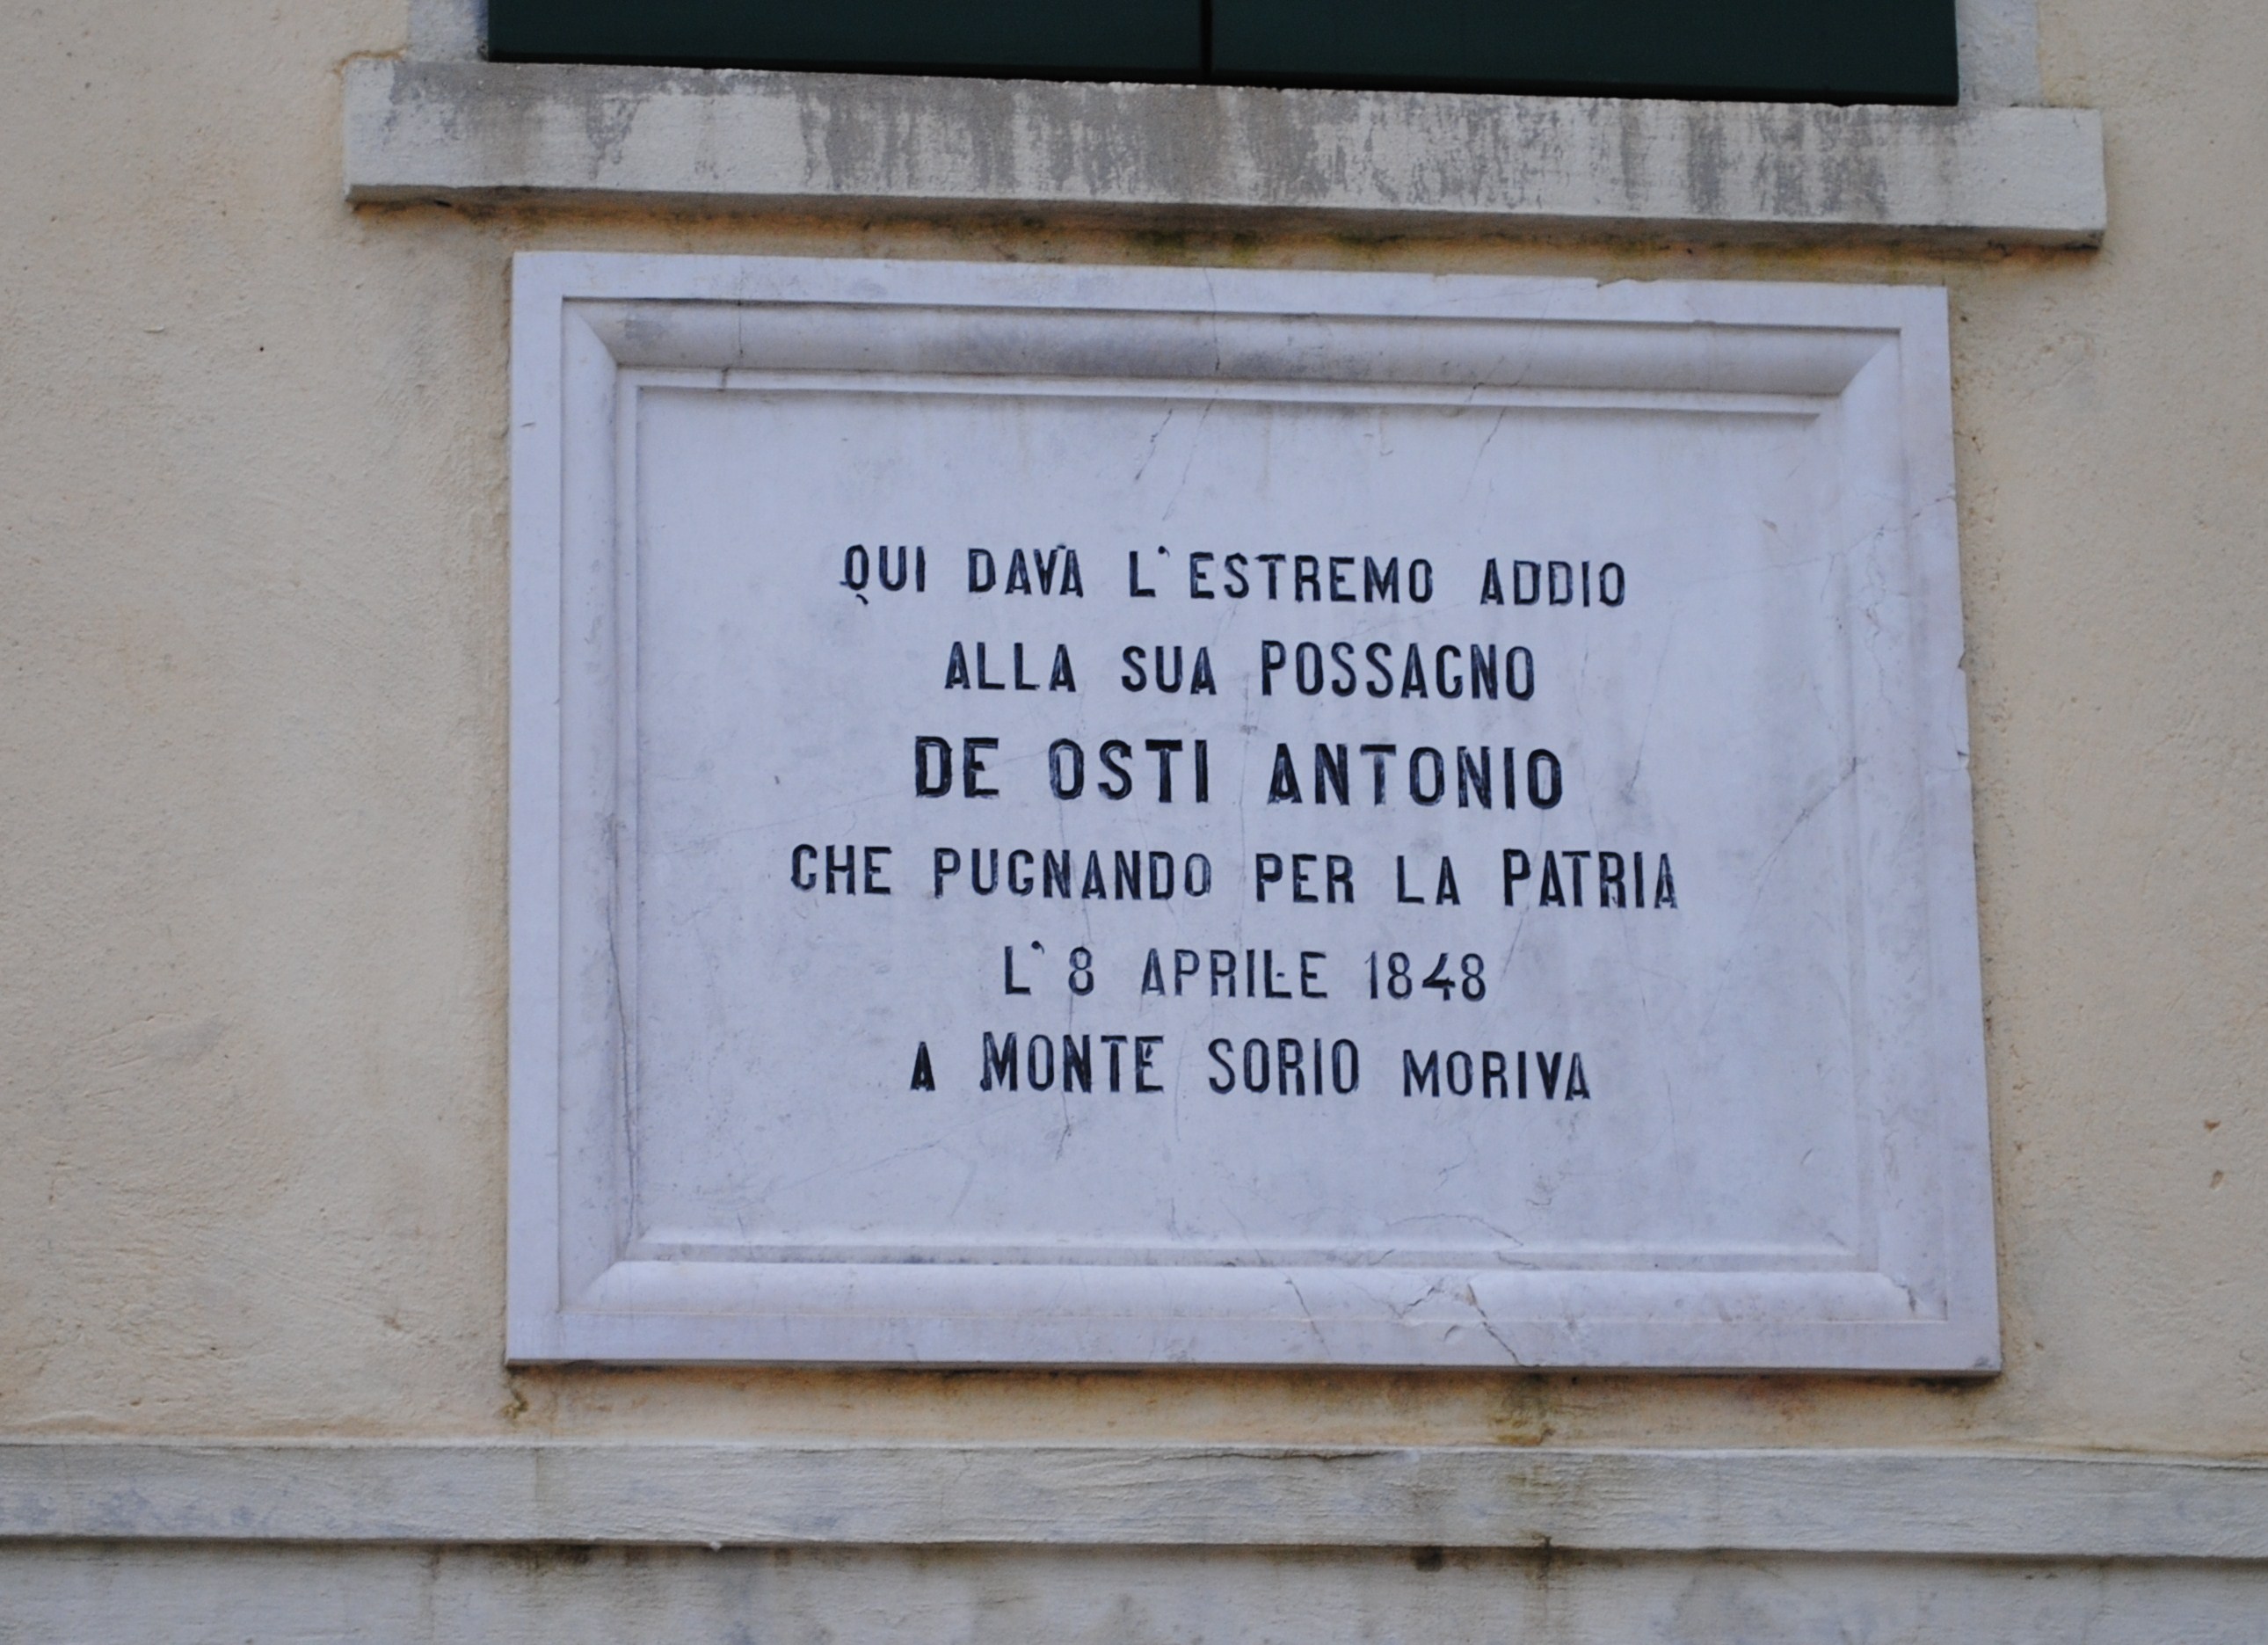 QUI DAVA L'ESTREMO ADDIO
ALLA SUA POSSAGNO
DE OSTI ANTONIO
CHE PUGNANDO PER LA PATRIA
L'8 APRILE 1848
A MONTE SORIO MORIVA